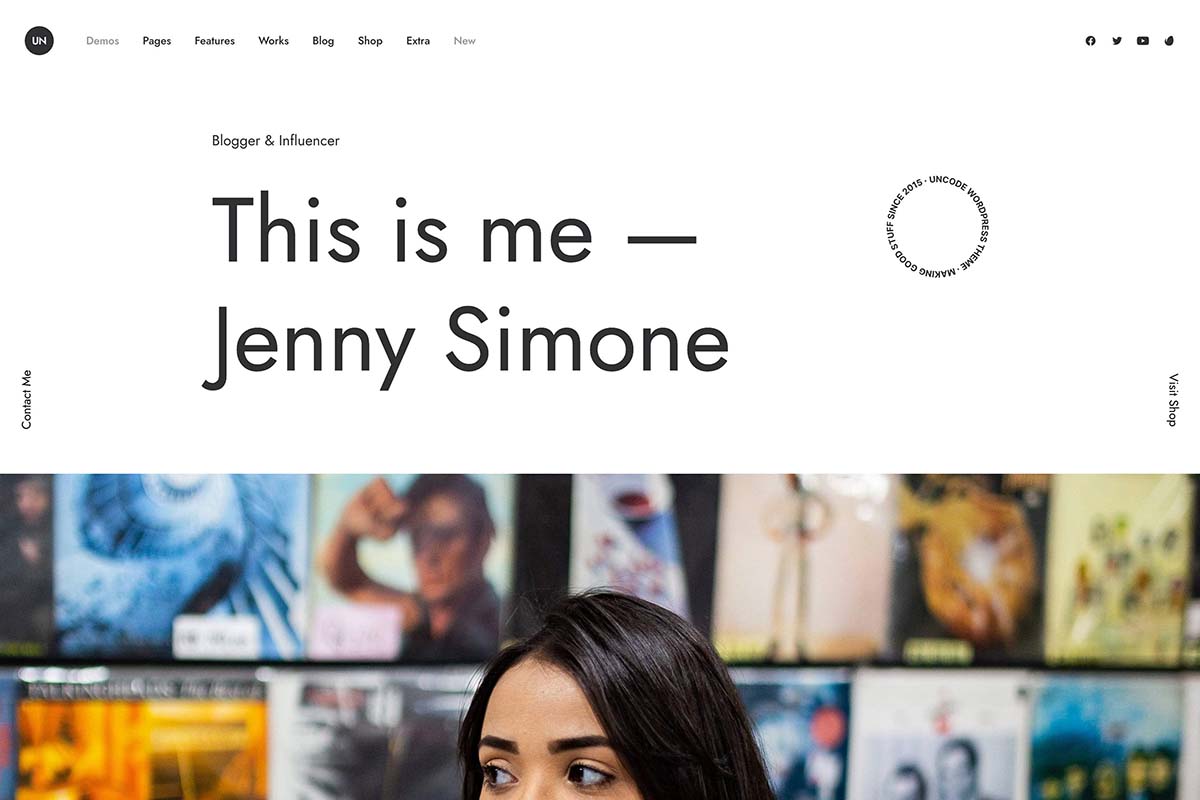 UN
Demos
Pages
Features
Works
Blog
Shop
Extra
New
Blogger & Influencer
This is me —
Jenny Simone
UNCODE WORDPRESS THEME · MAKING GOOD STUFF SINCE 2015 ·
Contact Me
Visit Shop